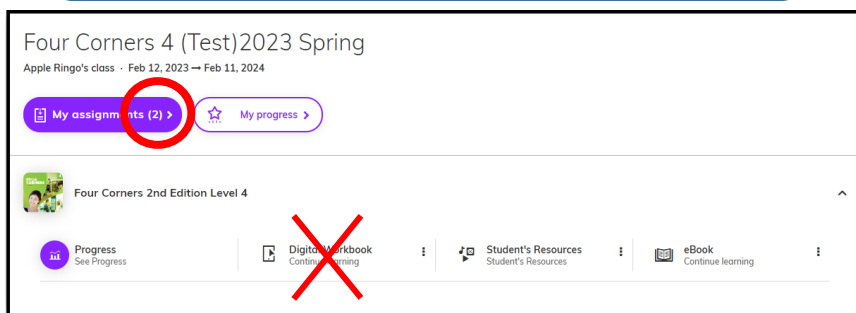 Four Corners 4 (Test)2023 Spring
Apple Ringo's class · Feb 12, 2023 → Feb 11, 2024
My assignments (2) >
My progress >
Four Corners 2nd Edition Level 4
Progress
See Progress
Digital Workbook
Continue learning
Student's Resources
Student's Resources
eBook
Continue learning